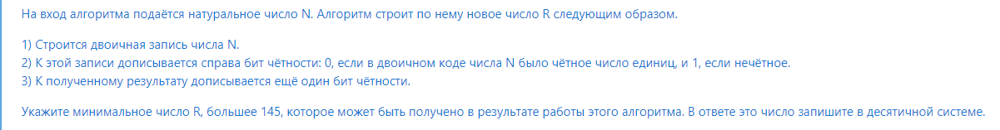 На вход алгоритма подаётся натуральное число N. Алгоритм строит по нему новое число R следующим образом.
1) Строится двоичная запись числа N.
2) К этой записи дописывается справа бит чётности: 0, если в двоичном коде числа N было чётное число единиц, и 1, если нечётное.
3) К полученному результату дописывается ещё один бит чётности.
Укажите минимальное число R, большее 145, которое может быть получено в результате работы этого алгоритма. В ответе это число запишите в десятичной системе.